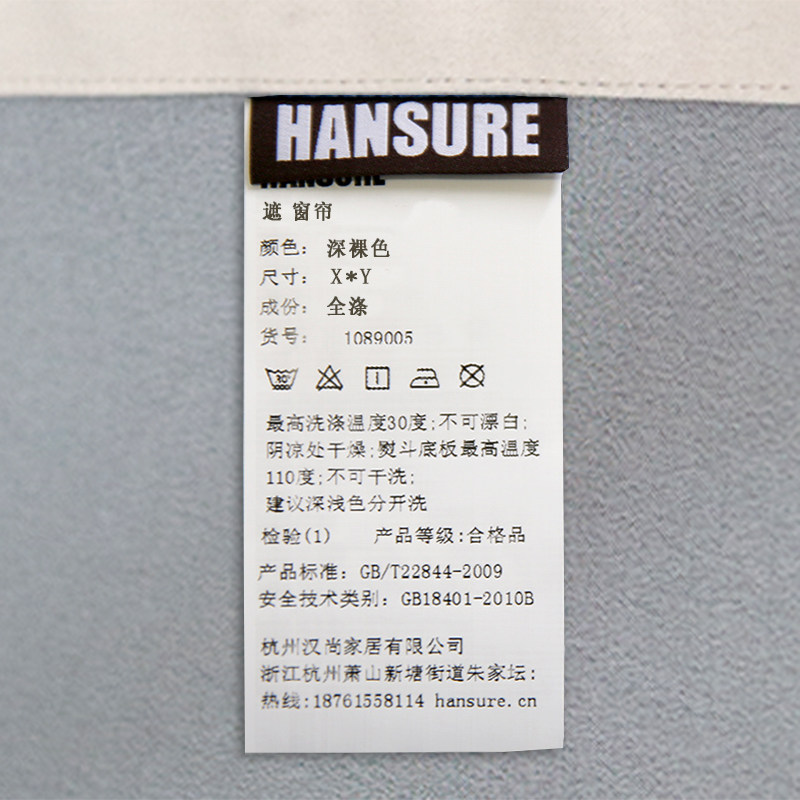 HANSURE
HANSURE
遮 窗帘
颜色: 深裸色
尺寸: X*Y
成份: 全涤
货号: 1089005
30
最高洗涤温度30度;不可漂白;
阴凉处干燥;熨斗底板最高温度
110度;不可干洗;
建议深浅色分开洗
检验(1) 产品等级:合格品
产品标准: GB/T22844-2009
安全技术类别: GB18401-2010B
杭州汉尚家居有限公司
浙江杭州萧山新塘街道朱家坛:
热线:18761558114 hansure.cn